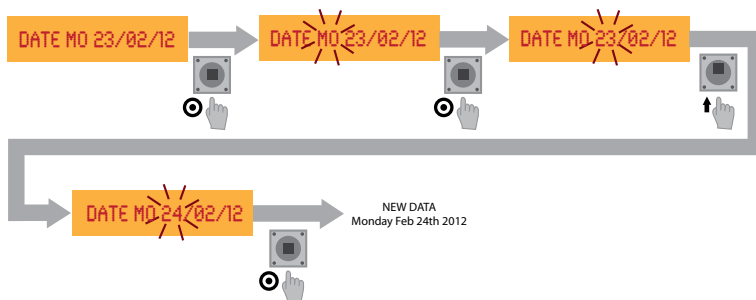 DATE MO 23/02/12
DATE MO 23/02/12
DATE MO 23/02/12
DATE MO 24/02/12
NEW DATA
Monday Feb 24th 2012